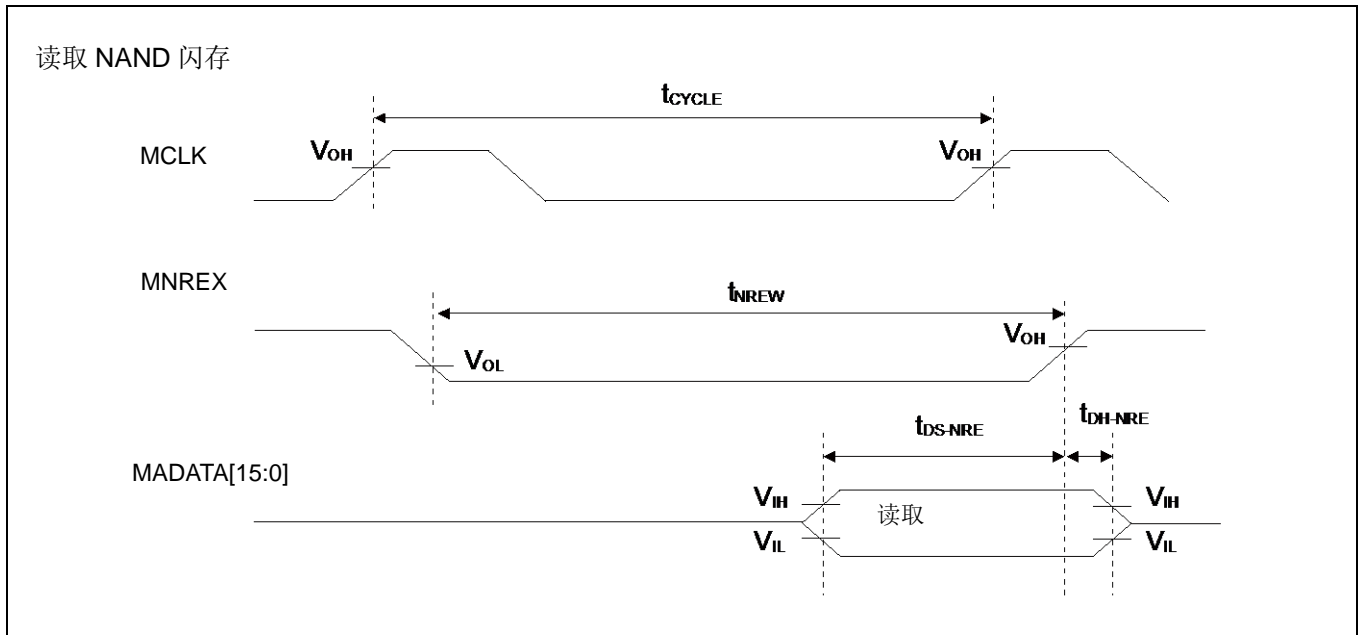 读取 NAND 闪存
tCYCLE
MCLK
VOH
VOH
MNREX
tNREW
VOH
VOL
tDS-NRE
tDH-NRE
MADATA[15:0]
VIH
读取
VIH
VIL
VIL